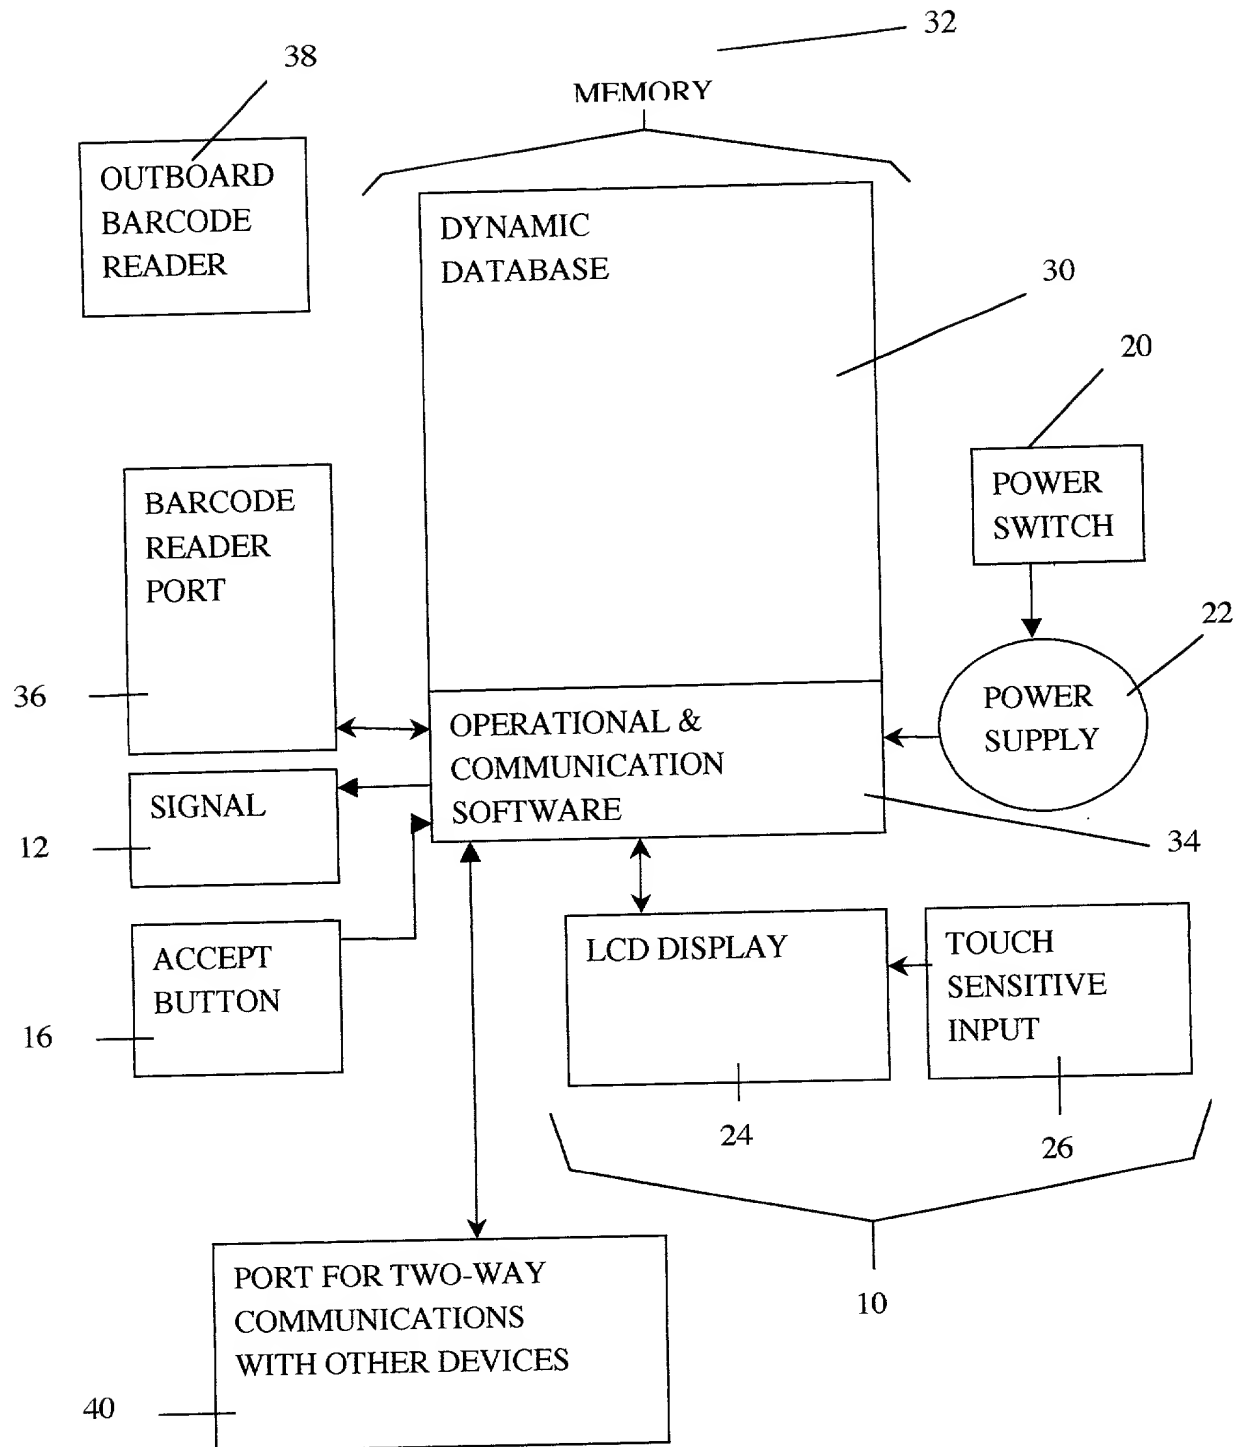 32
38
MEMORY
OUTBOARD
BARCODE
READER
DYNAMIC
DATABASE
30
20
POWER
SWITCH
BARCODE
READER
PORT
22
36
POWER
SUPPLY
OPERATIONAL &
COMMUNICATION
SOFTWARE
SIGNAL
12
34
ACCEPT
BUTTON
16
LCD DISPLAY
TOUCH
SENSITIVE
INPUT
24
26
10
PORT FOR TWO-WAY
COMMUNICATIONS
WITH OTHER DEVICES
40